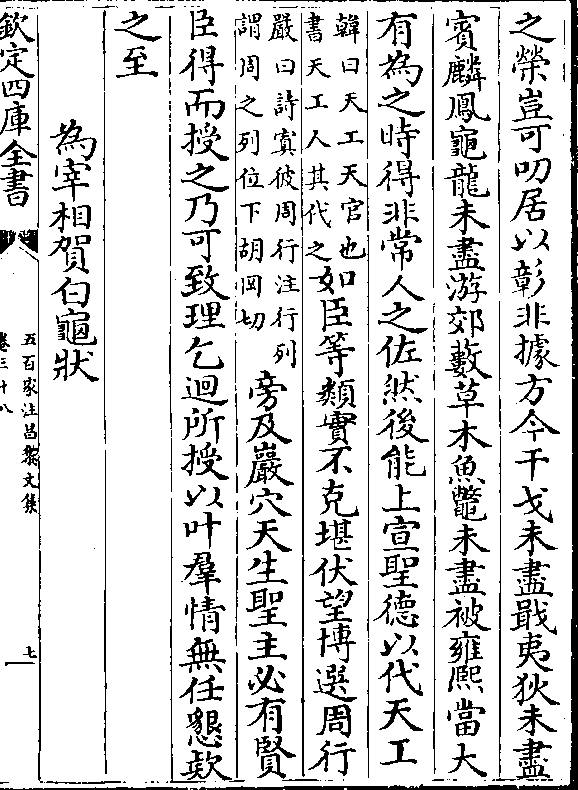 之榮豈可叨居以彰非據方今干戈未盡戢夷狄未盡
賓麟鳳龜龍未盡游郊藪草木魚鼈未盡被雍熙當大
有為之時得非常人之佐然後能上宣聖德以代天工
韓曰天工天官也
書天工人其代之
如臣等類實不克堪伏望博選周行
嚴曰詩寘彼周行注行列
謂周之列位下胡岡切
旁及巖穴天生聖主必有賢
臣得而授之乃可致理乞迴所授以叶羣情無任懇欵
之至
為宰相賀白龜狀
欽定四庫全書
五百家注昌黎文集
卷三十八
七